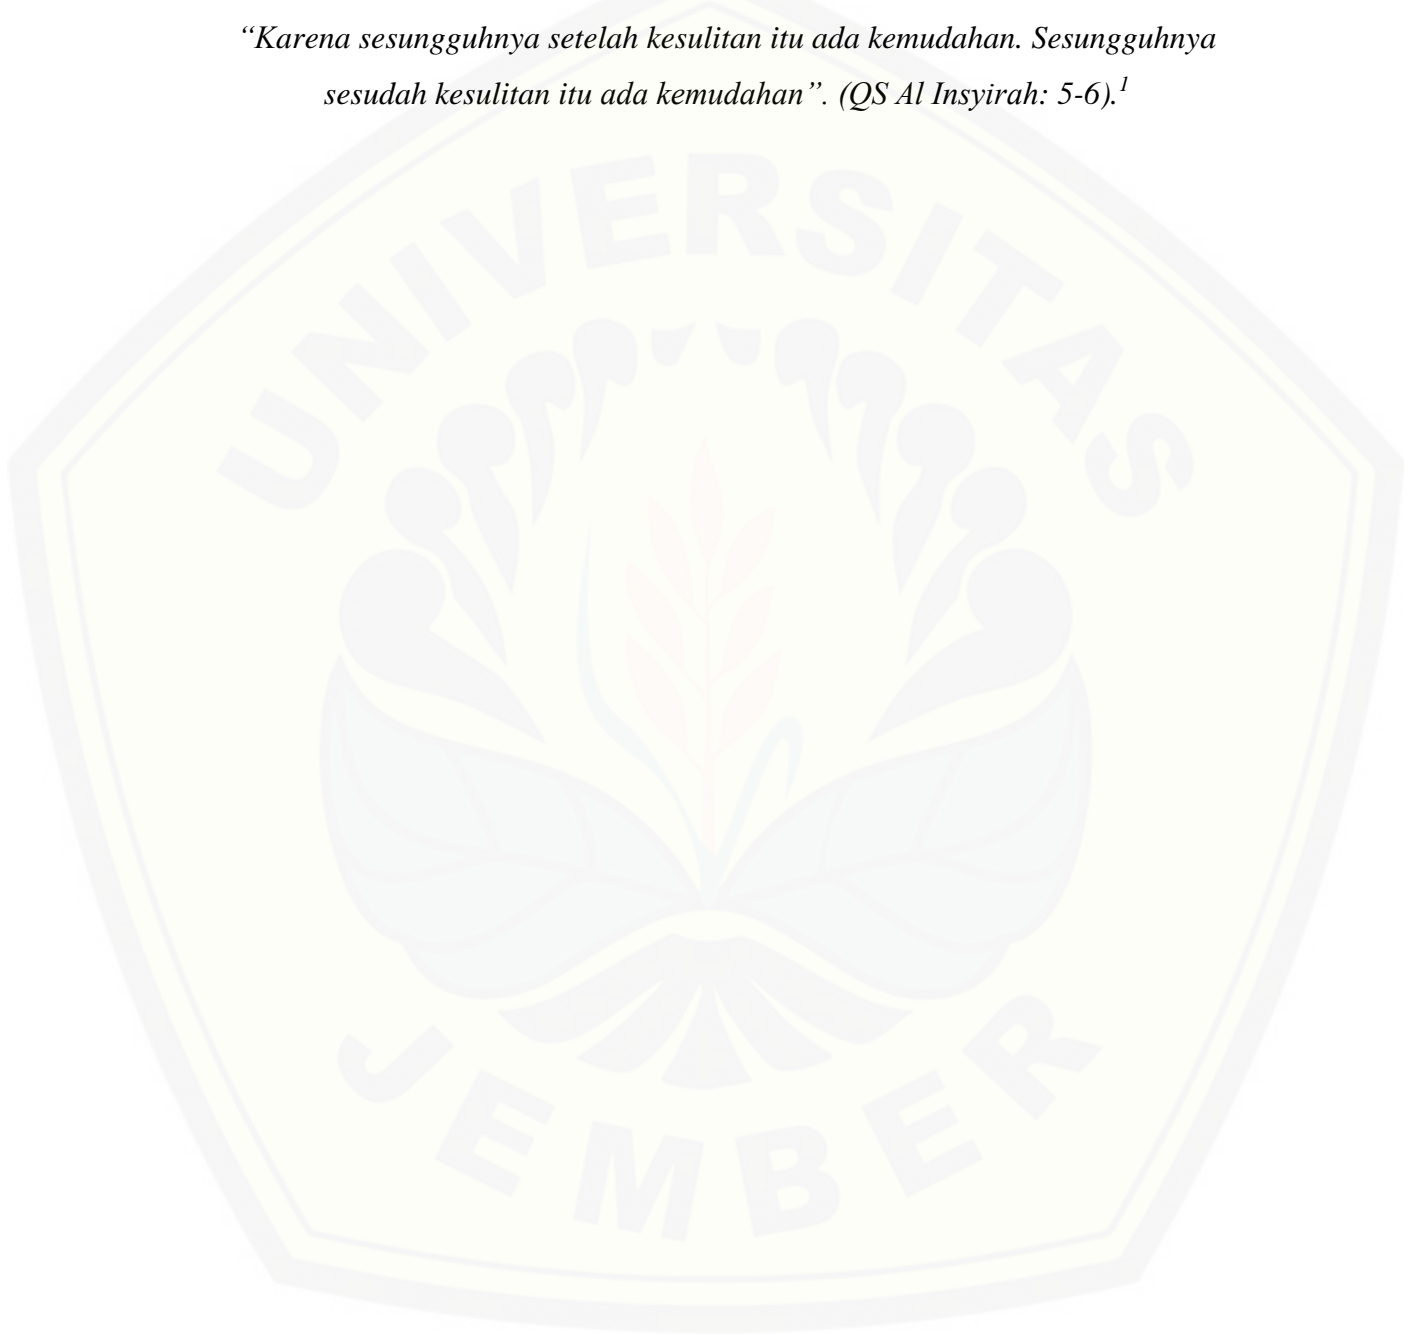 “Karena sesungguhnya setelah kesulitan itu ada kemudahan. Sesungguhnya
sesudah kesulitan itu ada kemudahan”. (QS Al Insyirah: 5-6).1
UNIVERSITAS
JEMBER